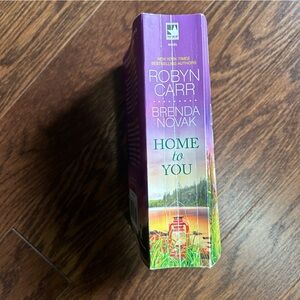 NEW YORK TIMES
BESTSELLING AUTHORS
ROBYN
CARR
BRENDA
NOVAK
HOME
to
YOU